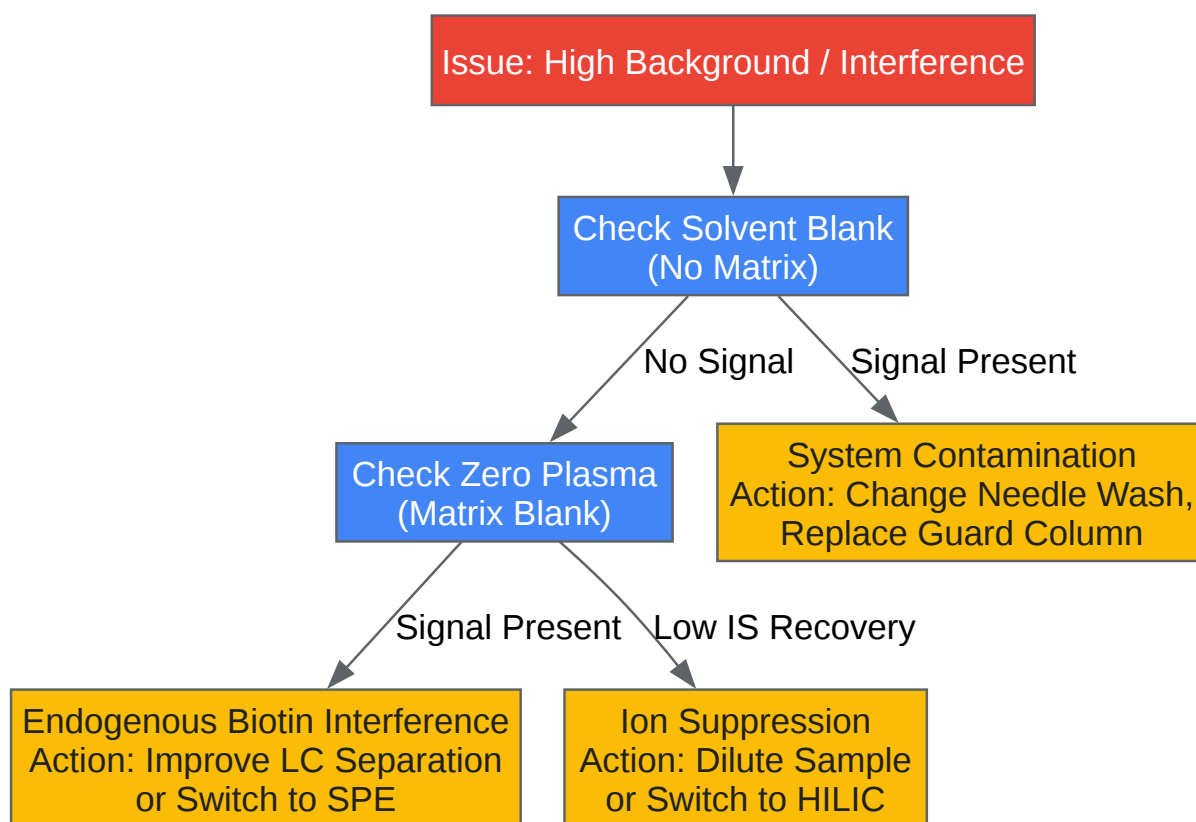 Issue: High Background / Interference
Check Solvent Blank
(No Matrix)
No Signal
Signal Present
Check Zero Plasma
(Matrix Blank)
System Contamination
Action: Change Needle Wash,
Replace Guard Column
Signal Present
Low IS Recovery
Endogenous Biotin Interference
Action: Improve LC Separation
or Switch to SPE
Ion Suppression
Action: Dilute Sample
or Switch to HILIC